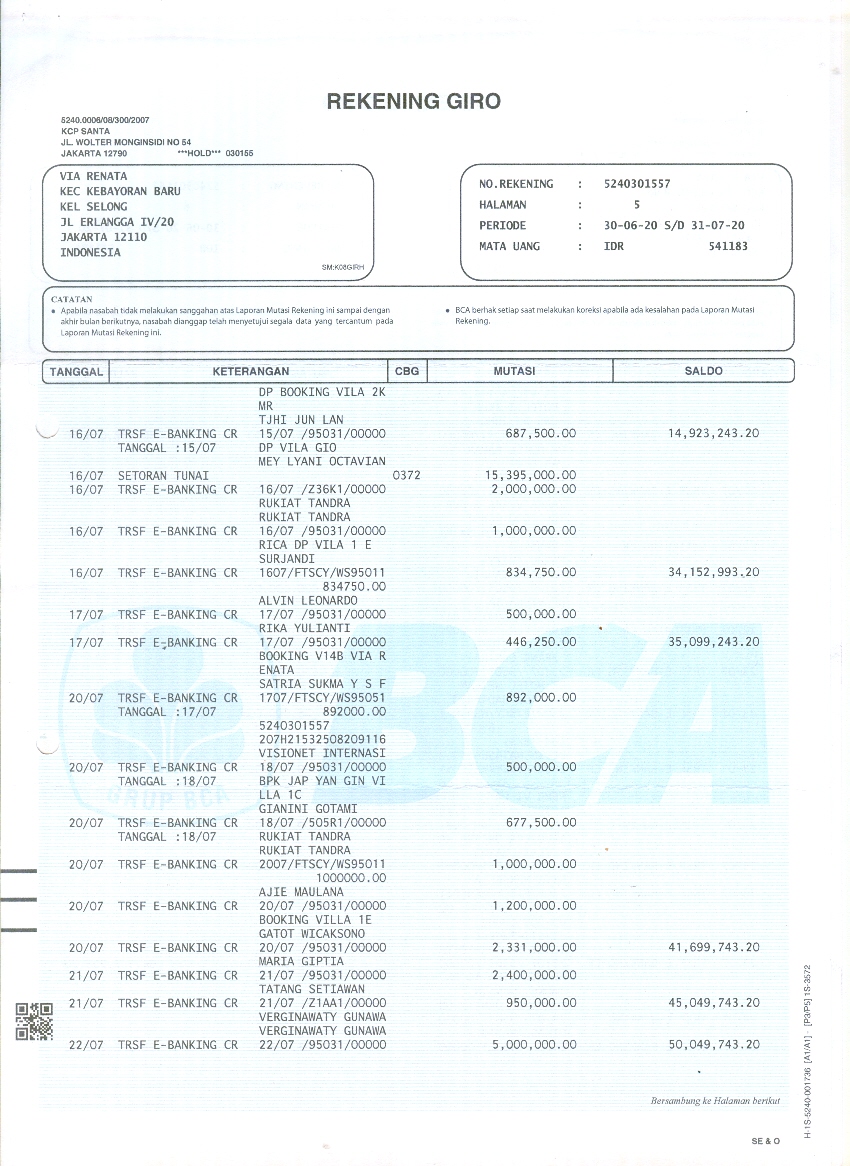 REKENING GIRO
5240.0006/08/300/2007
KCP SANTA
JL. WOLTER MONGINSIDI NO 54
JAKARTA 12790 ***HOLD*** 030155
VIA RENATA
KEC KEBAYORAN BARU
KEL SELONG
JL ERLANGGA IV/20
JAKARTA 12110
INDONESIA
SM:K08GIRH
NO.REKENING : 5240301557
HALAMAN : 5
PERIODE : 30-06-20 S/D 31-07-20
MATA UANG : IDR 541183
CATATAN
• Apabila nasabah tidak melakukan sanggahan atas Laporan Mutasi Rekening ini sampai dengan
akhir bulan berikutnya, nasabah dianggap telah menyetujui segala data yang tercantum pada
Laporan Mutasi Rekening ini.
• BCA berhak setiap saat melakukan koreksi apabila ada kesalahan pada Laporan Mutasi
Rekening.
TANGGAL KETERANGAN CBG MUTASI SALDO
DP BOOKING VILA 2K
MR
TJHI JUN LAN
16/07 TRSF E-BANKING CR 15/07 /95031/00000 687,500.00 14,923,243.20
TANGGAL :15/07 DP VILA GIO
MEY LYANI OCTAVIAN
16/07 SETORAN TUNAI 0372 15,395,000.00
16/07 TRSF E-BANKING CR 16/07 /Z36K1/00000 2,000,000.00
RUKIAT TANDRA
RUKIAT TANDRA
16/07 TRSF E-BANKING CR 16/07 /95031/00000 1,000,000.00
RICA DP VILA 1 E
SURJANDI
16/07 TRSF E-BANKING CR 1607/FTSCY/WS95011 834,750.00 34,152,993.20
834750.00
ALVIN LEONARDO
17/07 TRSF E-BANKING CR 17/07 /95031/00000 500,000.00
RIKA YULIANTI
17/07 TRSF E-BANKING CR 17/07 /95031/00000 446,250.00 35,099,243.20
BOOKING V14B VIA R
ENATA
SATRIA SUKMA Y S F
20/07 TRSF E-BANKING CR 1707/FTSCY/WS95051 892,000.00
TANGGAL :17/07 892000.00
5240301557
207H21532508209116
VISIONET INTERNASI
20/07 TRSF E-BANKING CR 18/07 /95031/00000 500,000.00
TANGGAL :18/07 BPK JAP YAN GIN VI
LLA 1C
GIANINI GOTAMI
20/07 TRSF E-BANKING CR 18/07 /505R1/00000 677,500.00
TANGGAL :18/07 RUKIAT TANDRA
RUKIAT TANDRA
20/07 TRSF E-BANKING CR 2007/FTSCY/WS95011 1,000,000.00
1000000.00
AJIE MAULANA
20/07 TRSF E-BANKING CR 20/07 /95031/00000 1,200,000.00
BOOKING VILLA 1E
GATOT WICAKSONO
20/07 TRSF E-BANKING CR 20/07 /95031/00000 2,331,000.00 41,699,743.20
MARIA GIPTIA
21/07 TRSF E-BANKING CR 21/07 /95031/00000 2,400,000.00
TATANG SETIAWAN
21/07 TRSF E-BANKING CR 21/07 /Z1AA1/00000 950,000.00 45,049,743.20
VERGINAWATY GUNAWA
VERGINAWATY GUNAWA
22/07 TRSF E-BANKING CR 22/07 /95031/00000 5,000,000.00 50,049,743.20
BCA
GRUP BCA
Bersambung ke Halaman berikut
SE & O
H-1S-5240-001736 [A1/A1] - [P3/P5] 1S-3572